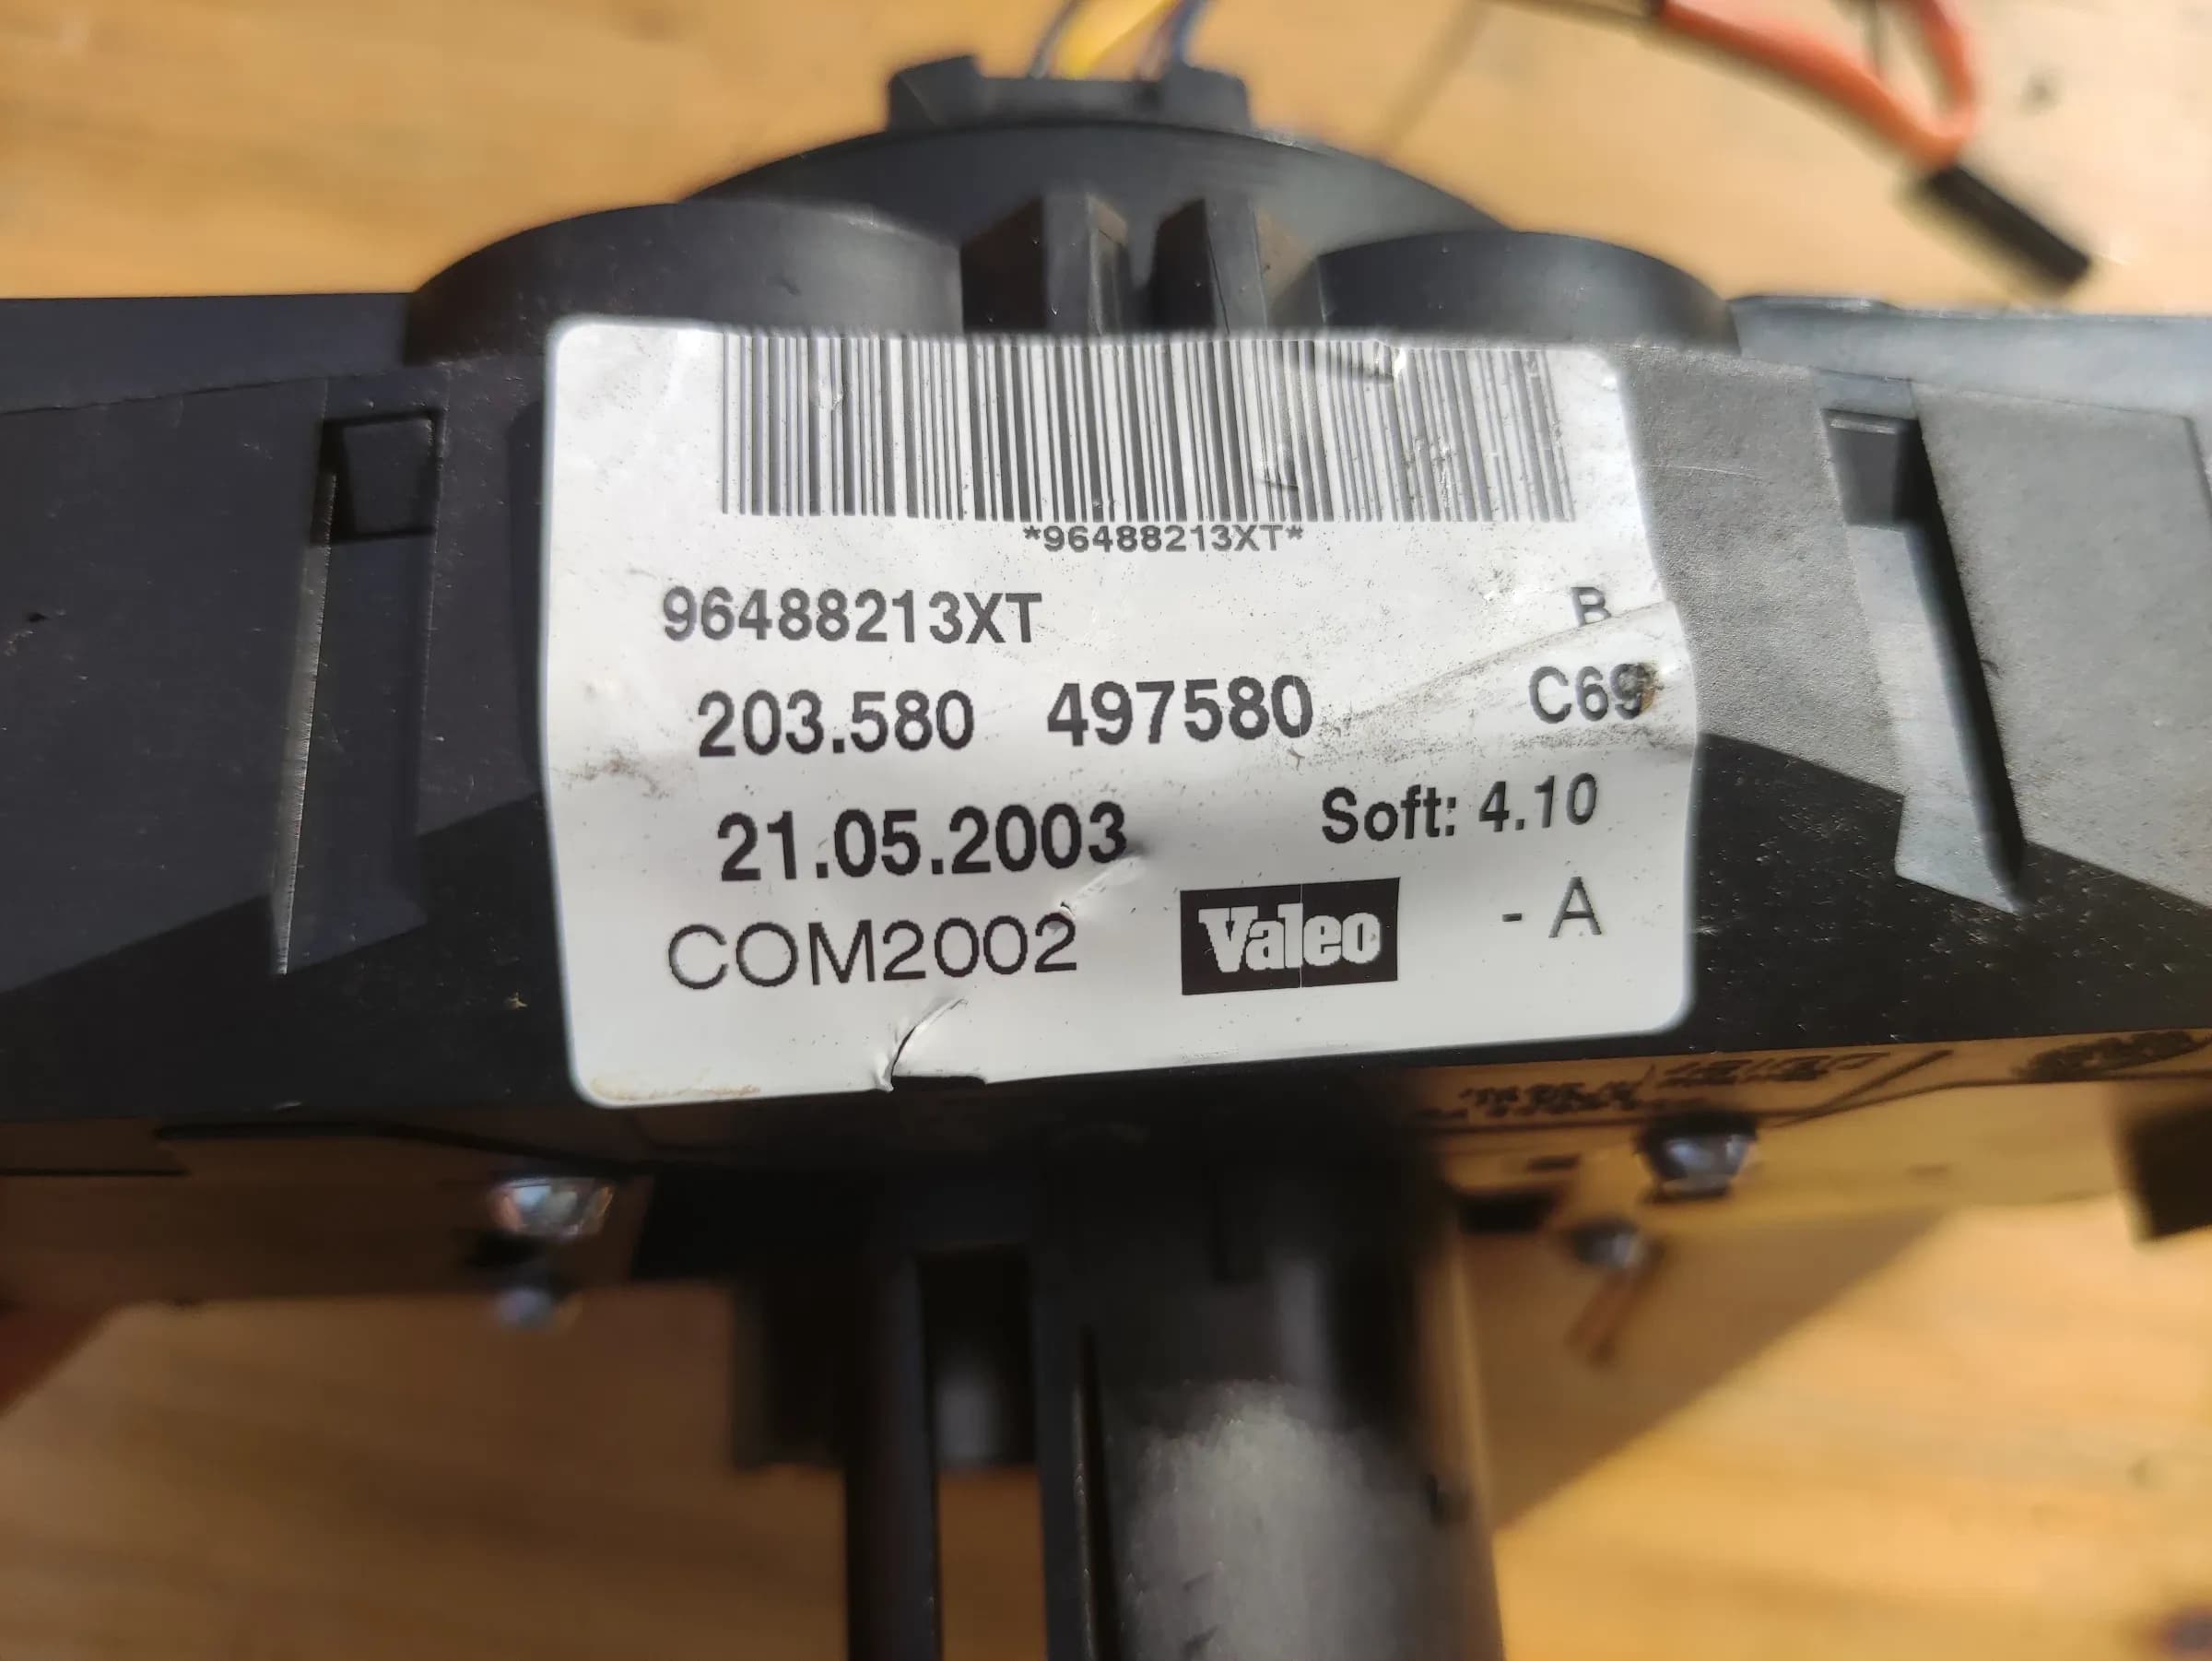 *96488213XT*
96488213XT B
203.580 497580 C69
21.05.2003 Soft: 4.10
COM2002 Valeo - A